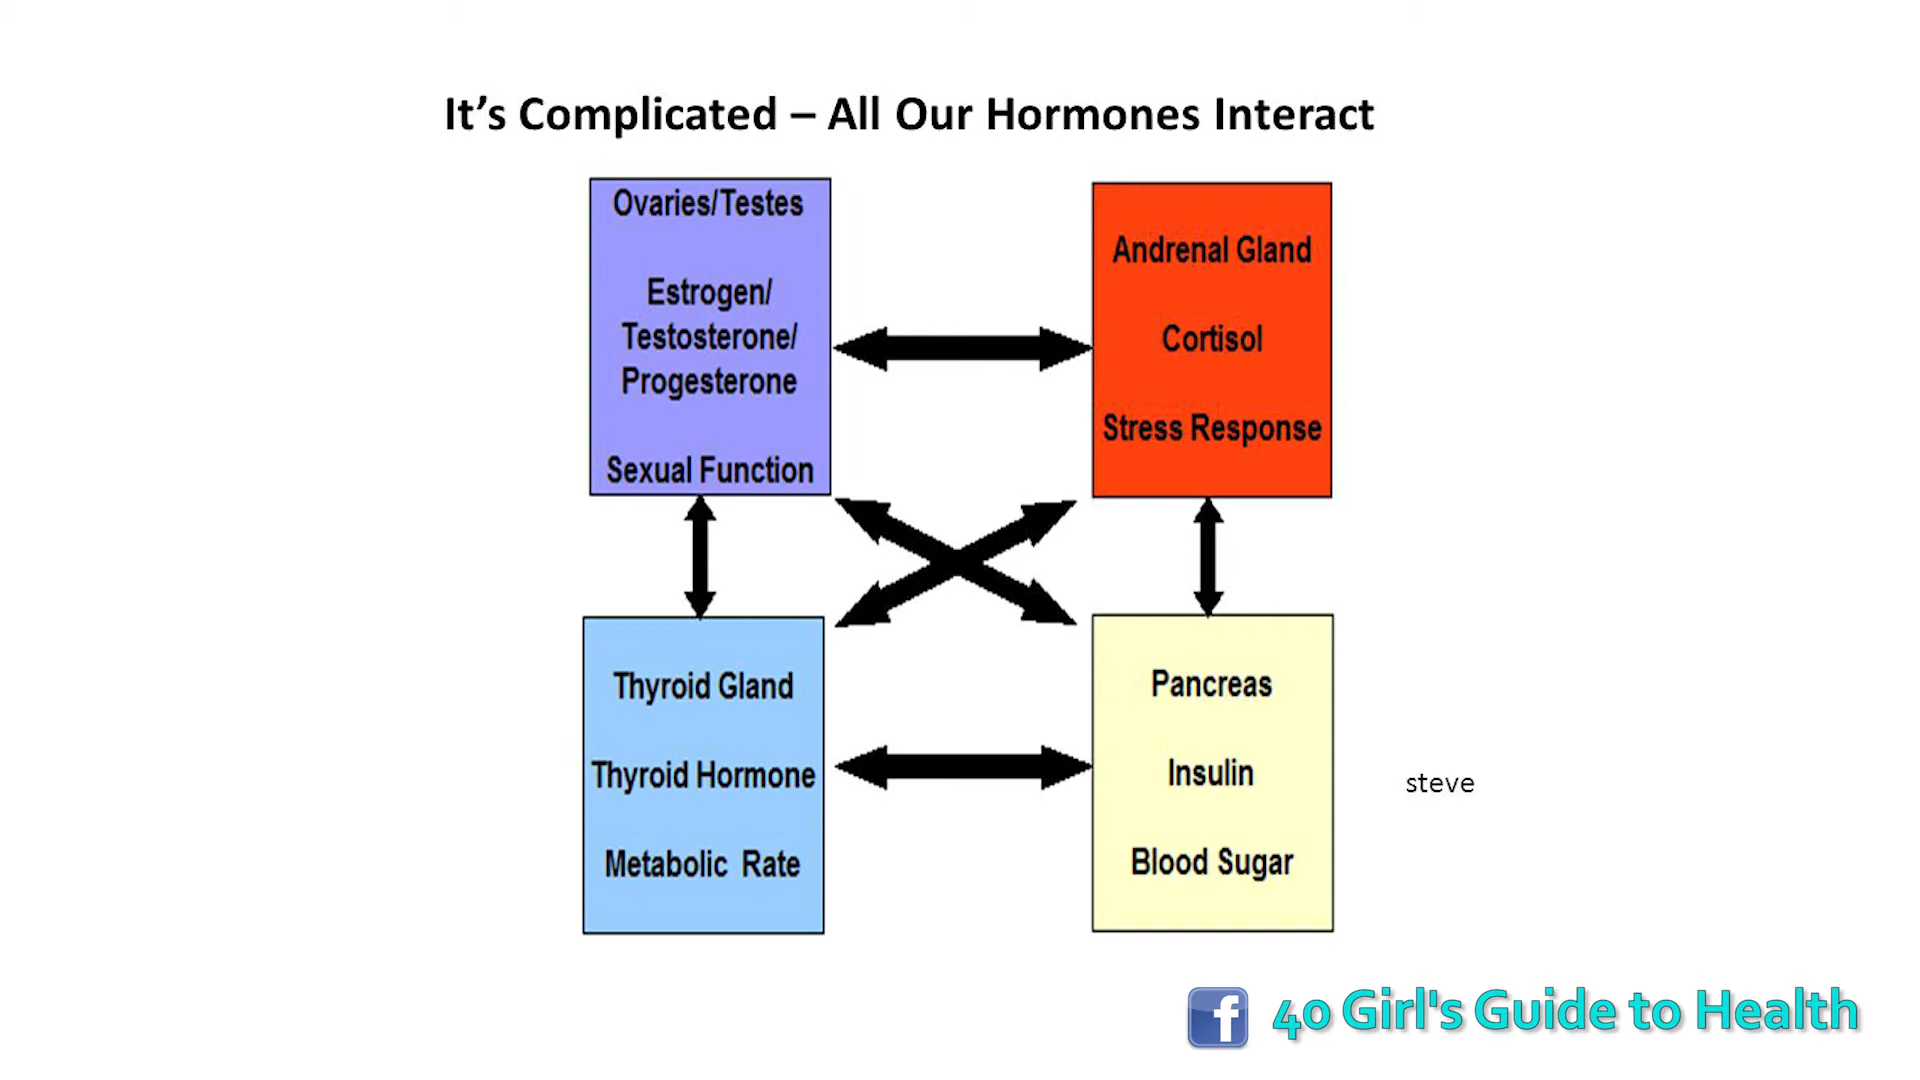 It's Complicated – All Our Hormones Interact
Ovaries/Testes
Estrogen/
Testosterone/
Progesterone
Sexual Function
Andrenal Gland
Cortisol
Stress Response
Thyroid Gland
Thyroid Hormone
Metabolic Rate
Pancreas
Insulin
Blood Sugar
steve
f 40 Girl's Guide to Health